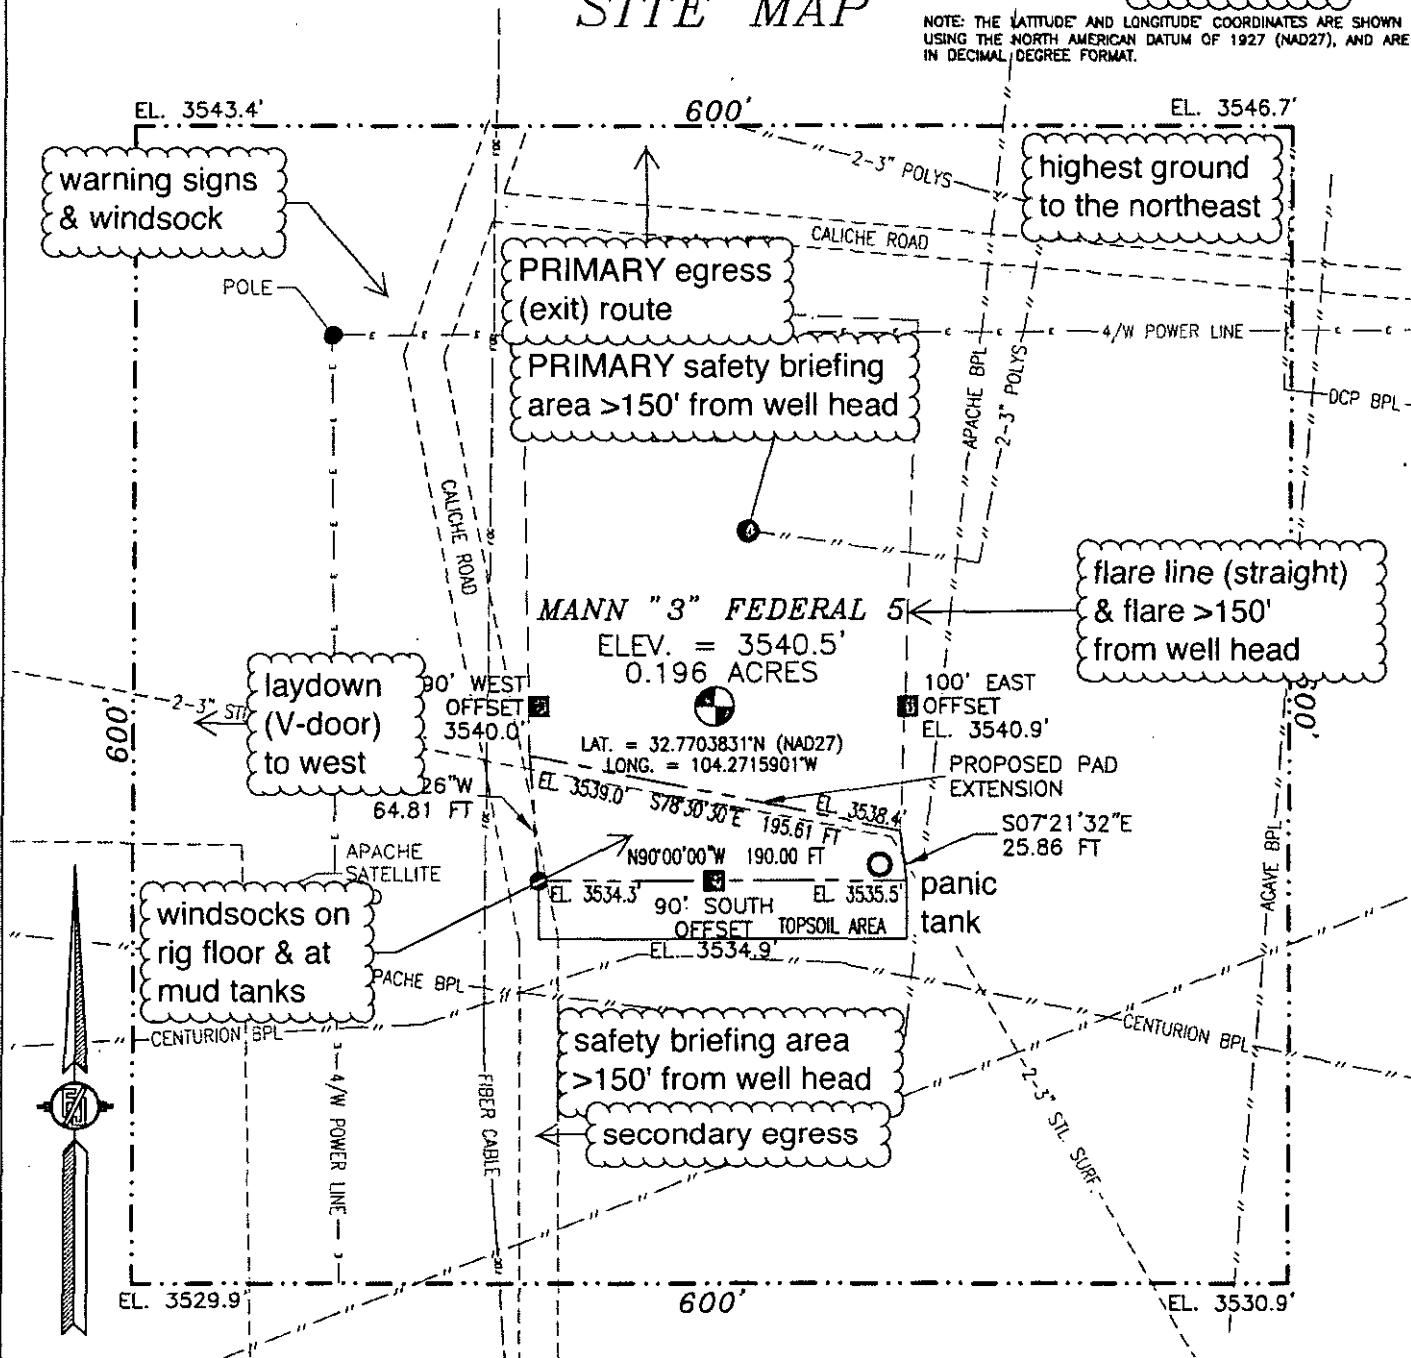 SITE MAP
NOTE: THE LATITUDE AND LONGITUDE COORDINATES ARE SHOWN
USING THE NORTH AMERICAN DATUM OF 1927 (NAD27), AND ARE
IN DECIMAL DEGREE FORMAT.
EL. 3543.4'
600'
EL. 3546.7'
warning signs
& windsock
2-3" POLYS
highest ground
to the northeast
CALICHE ROAD
POLE
PRIMARY egress
(exit) route
4/W POWER LINE
PRIMARY safety briefing
area >150' from well head
APACHE BPL
2-3" POLYS
DCP BPL
CALICHE ROAD
flare line (straight)
& flare >150'
from well head
MANN "3" FEDERAL 5
ELEV. = 3540.5'
0.196 ACRES
laydown
(V-door)
to west
90' WEST
OFFSET
3540.0'
100' EAST
OFFSET
EL. 3540.9'
2-3" ST
600'
600'
LAT. = 32.7703831°N (NAD27)
LONG. = 104.2715901°W
PROPOSED PAD
EXTENSION
26"W
64.81 FT
EL. 3539.0'
S78°30'30"E 195.61 FT
EL. 3538.4'
S07°21'32"E
25.86 FT
N90°00'00"W 190.00 FT
APACHE
SATELLITE
EL. 3534.3'
EL. 3535.5'
panic
tank
AGAVE BPL
windsocks on
rig floor & at
mud tanks
90' SOUTH
OFFSET
EL. 3534.9'
TOPSOIL AREA
PACHE BPL
CENTURION BPL
safety briefing area
>150' from well head
CENTURION BPL
secondary egress
4/W POWER LINE
FIBER CABLE
2-3" STL. SURF.
EL. 3529.9'
600'
EL. 3530.9'